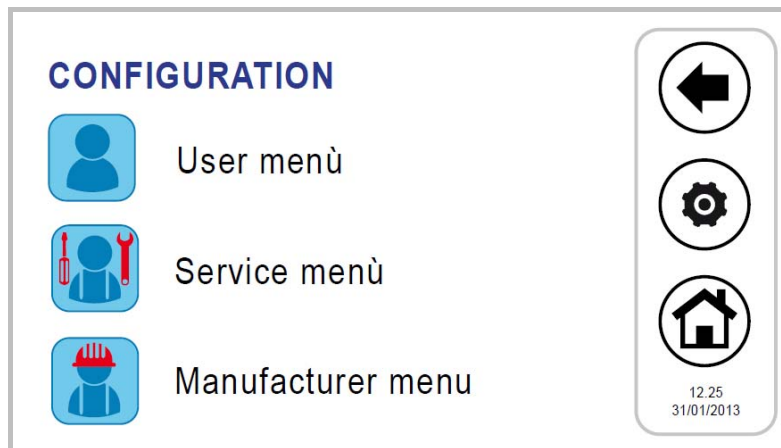 CONFIGURATION
User menù
Service menù
Manufacturer menu
12.25
31/01/2013